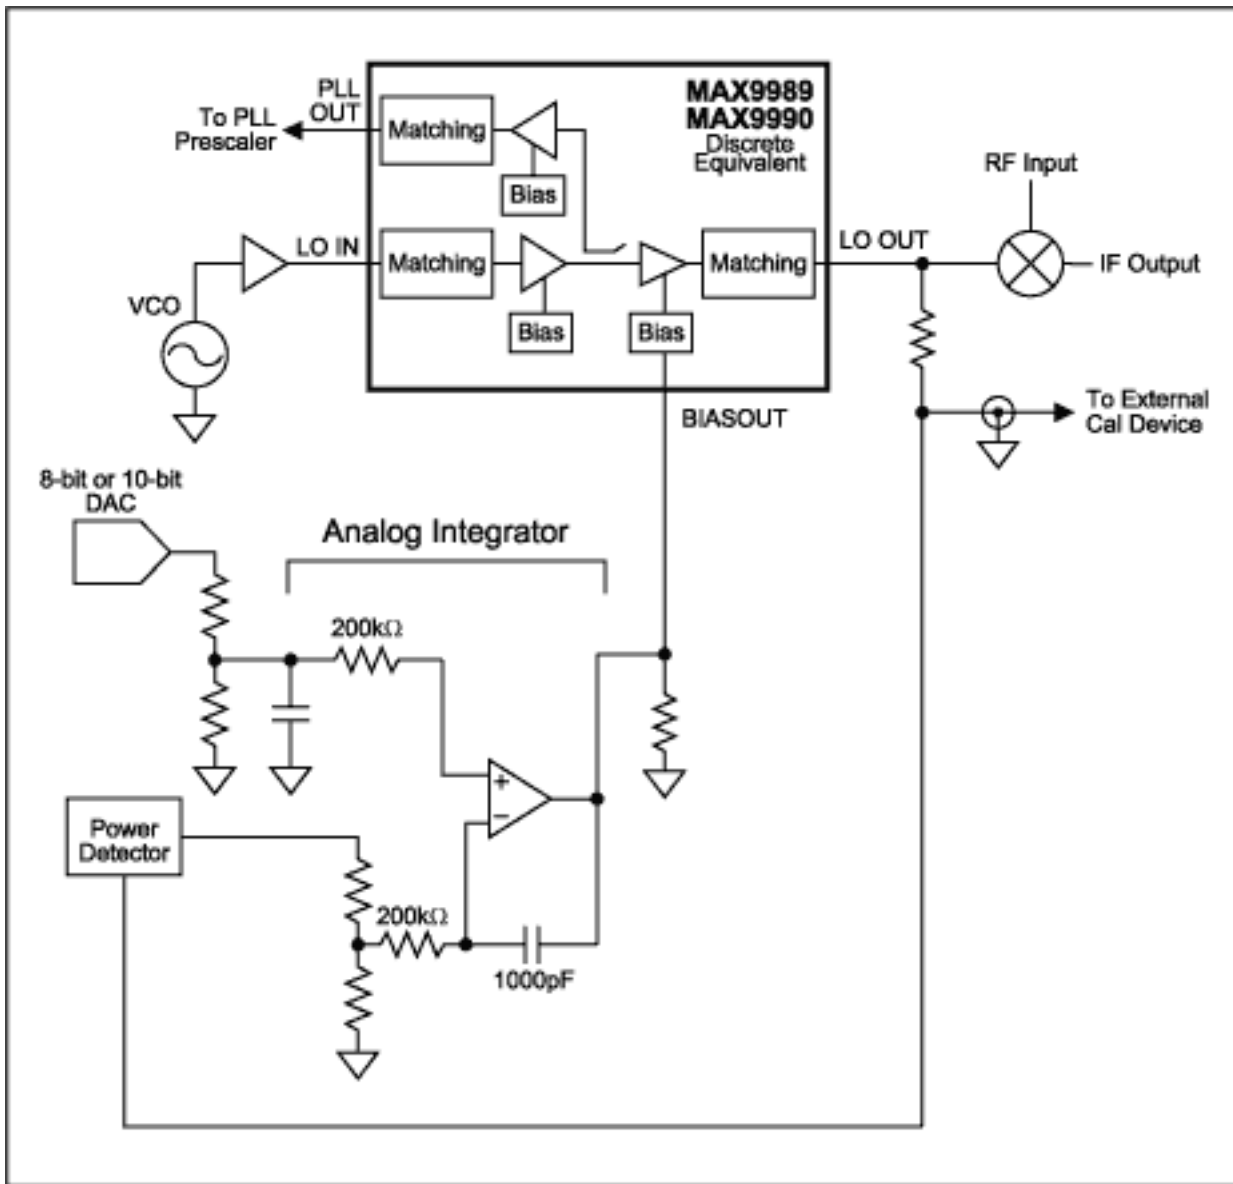 PLL
OUT
To PLL
Prescaler
Matching
Bias
MAX9989
MAX9990
Discrete
Equivalent
RF Input
LO IN
Matching
Matching
LO OUT
IF Output
VCO
Bias
Bias
BIASOUT
To External
Cal Device
8-bit or 10-bit
DAC
Analog Integrator
200kΩ
+
−
Power
Detector
200kΩ
1000pF